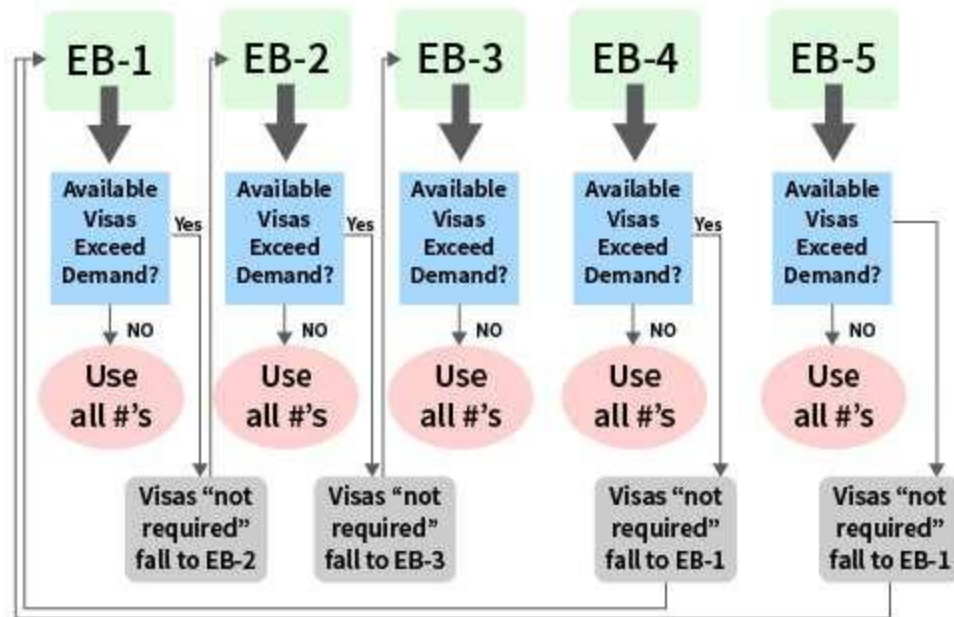 EB-1
EB-2
EB-3
EB-4
EB-5
Available
Visas
Exceed
Demand?
Yes
Available
Visas
Exceed
Demand?
Yes
Available
Visas
Exceed
Demand?
Available
Visas
Exceed
Demand?
Yes
Available
Visas
Exceed
Demand?
NO
NO
NO
NO
NO
Use
all #'s
Use
all #'s
Use
all #'s
Use
all #'s
Use
all #'s
Visas “not
required”
fall to EB-2
Visas “not
required”
fall to EB-3
Visas “not
required”
fall to EB-1
Visas “not
required”
fall to EB-1